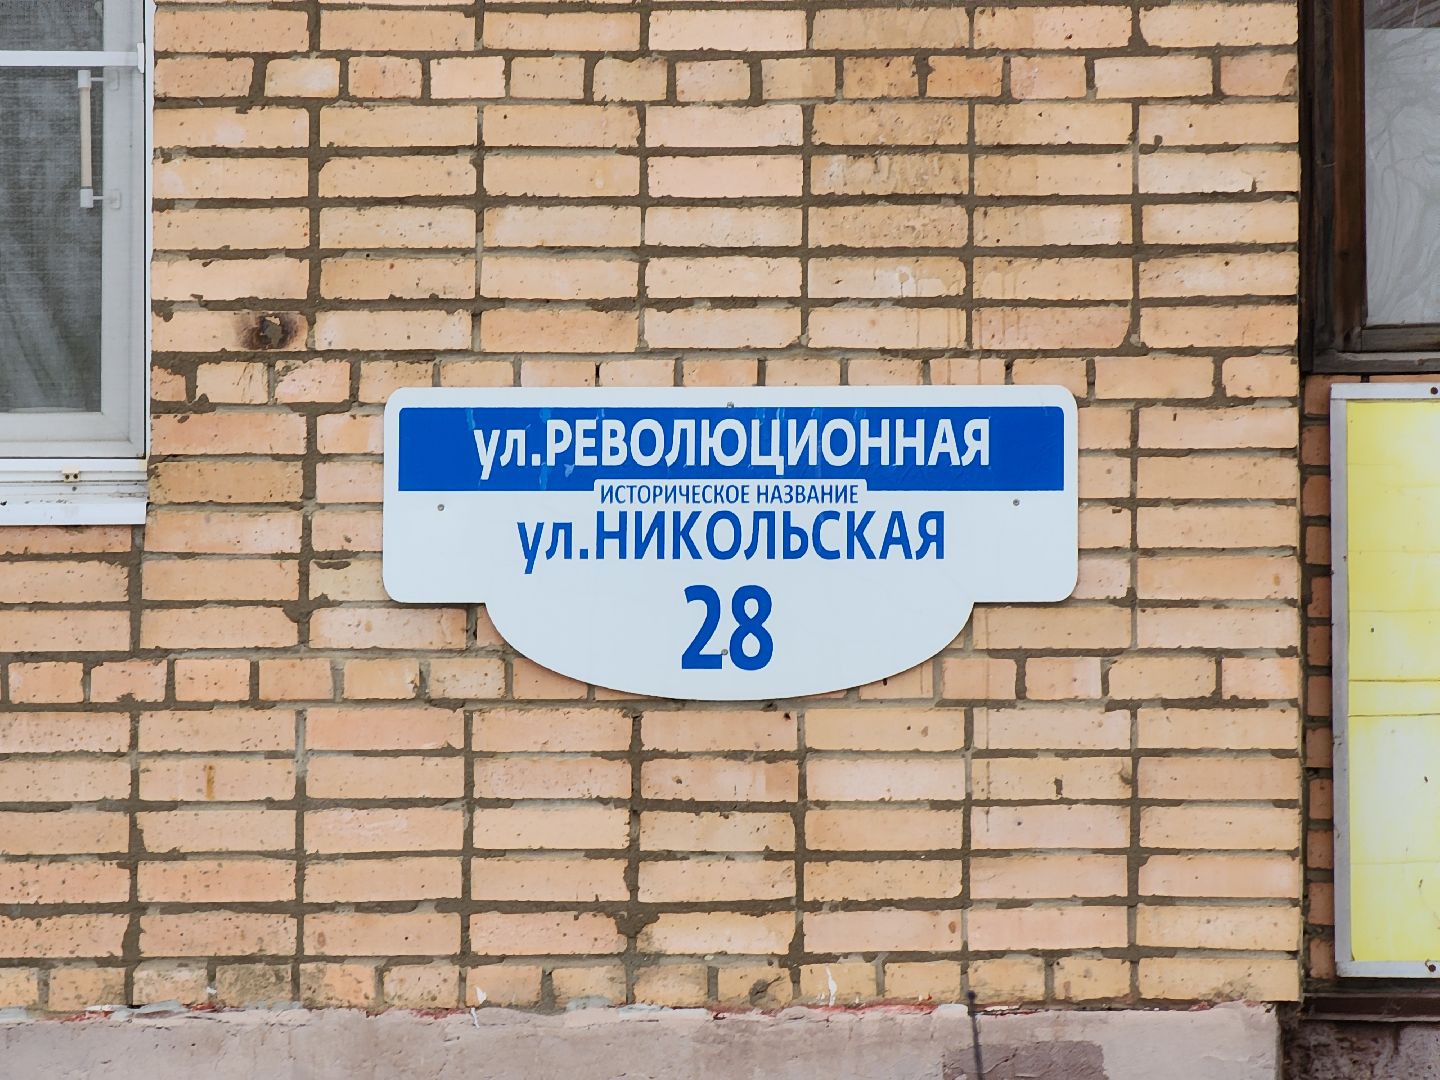 ул.РЕВОЛЮЦИОННАЯ
ИСТОРИЧЕСКОЕ НАЗВАНИЕ
ул.НИКОЛЬСКАЯ
28